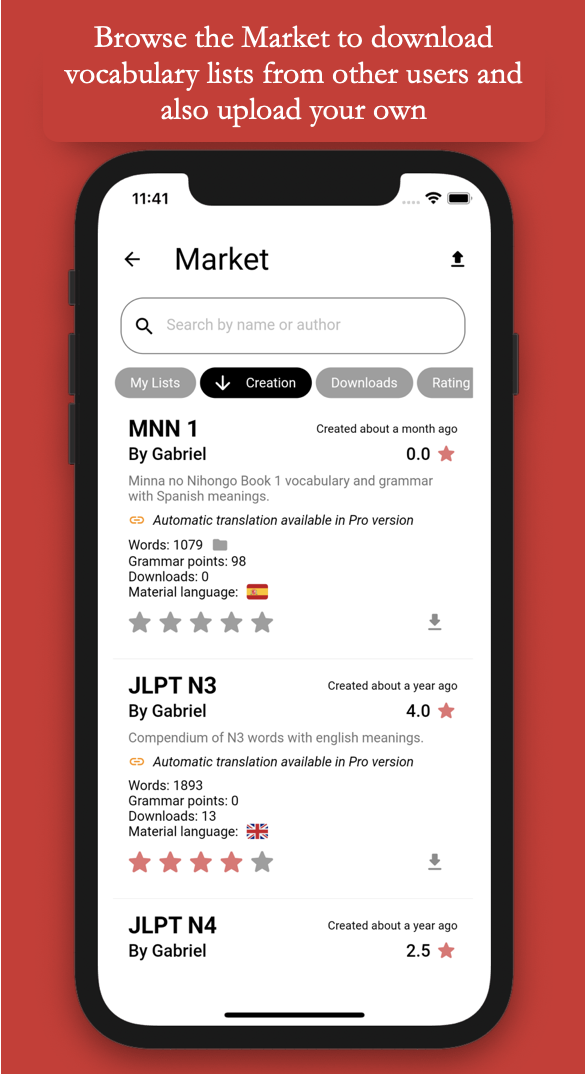 Browse the Market to download
vocabulary lists from other users and
also upload your own
11:41
Market
Search by name or author
My Lists
Creation
Downloads
Rating
MNN 1
Created about a month ago
By Gabriel
0.0
Minna no Nihongo Book 1 vocabulary and grammar
with Spanish meanings.
Automatic translation available in Pro version
Words: 1079
Grammar points: 98
Downloads: 0
Material language:
JLPT N3
Created about a year ago
By Gabriel
4.0
Compendium of N3 words with english meanings.
Automatic translation available in Pro version
Words: 1893
Grammar points: 0
Downloads: 13
Material language:
JLPT N4
Created about a year ago
By Gabriel
2.5